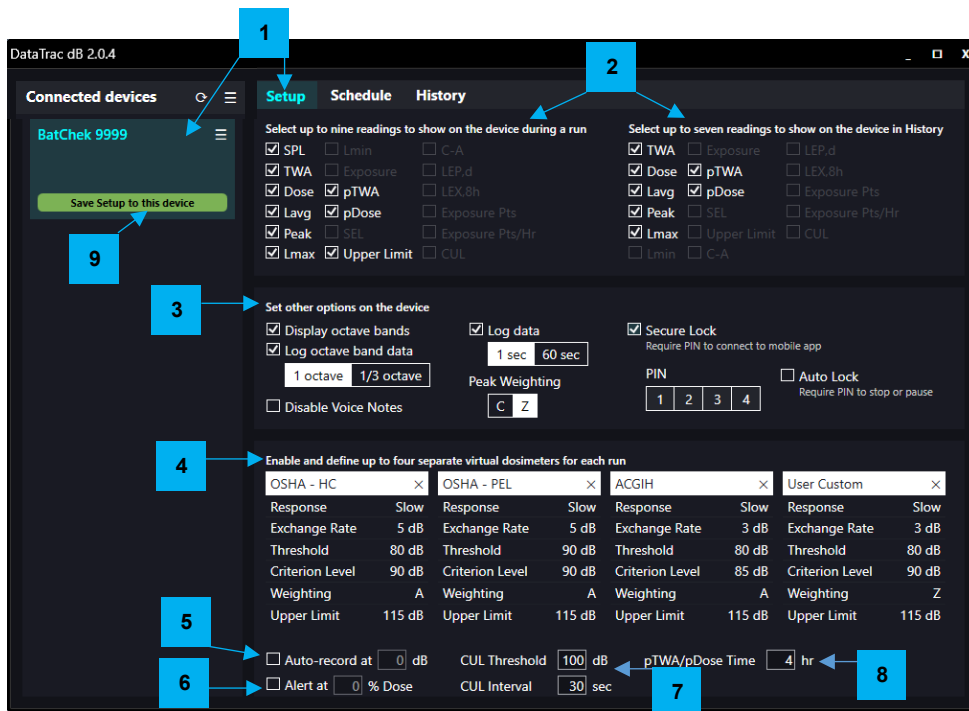 1
DataTrac dB 2.0.4
2
Connected devices
Setup Schedule History
BatChek 9999
Save Setup to this device
9
Select up to nine readings to show on the device during a run
SPL Lmin C-A
TWA Exposure LEP,d
Dose pTWA LEX,8h
Lavg pDose Exposure Pts
Peak SEL Exposure Pts/Hr
Lmax Upper Limit CUL
Select up to seven readings to show on the device in History
TWA Exposure LEP,d
Dose pTWA LEX,8h
Lavg pDose Exposure Pts
Peak SEL Exposure Pts/Hr
Lmax Upper Limit CUL
Lmin C-A
3
Set other options on the device
Display octave bands
Log octave band data
1 octave 1/3 octave
Disable Voice Notes
Log data
1 sec 60 sec
Peak Weighting
C Z
Secure Lock
Require PIN to connect to mobile app
PIN
1 2 3 4
Auto Lock
Require PIN to stop or pause
4
Enable and define up to four separate virtual dosimeters for each run
OSHA - HC OSHA - PEL ACGIH User Custom
Response Slow Response Slow Response Slow Response Slow
Exchange Rate 5 dB Exchange Rate 5 dB Exchange Rate 3 dB Exchange Rate 3 dB
Threshold 80 dB Threshold 90 dB Threshold 80 dB Threshold 80 dB
Criterion Level 90 dB Criterion Level 90 dB Criterion Level 85 dB Criterion Level 90 dB
Weighting A Weighting A Weighting A Weighting Z
Upper Limit 115 dB Upper Limit 115 dB Upper Limit 115 dB Upper Limit 115 dB
5
Auto-record at 0 dB CUL Threshold 100 dB pTWA/pDose Time 4 hr
6
Alert at 0 % Dose CUL Interval 30 sec
7
8